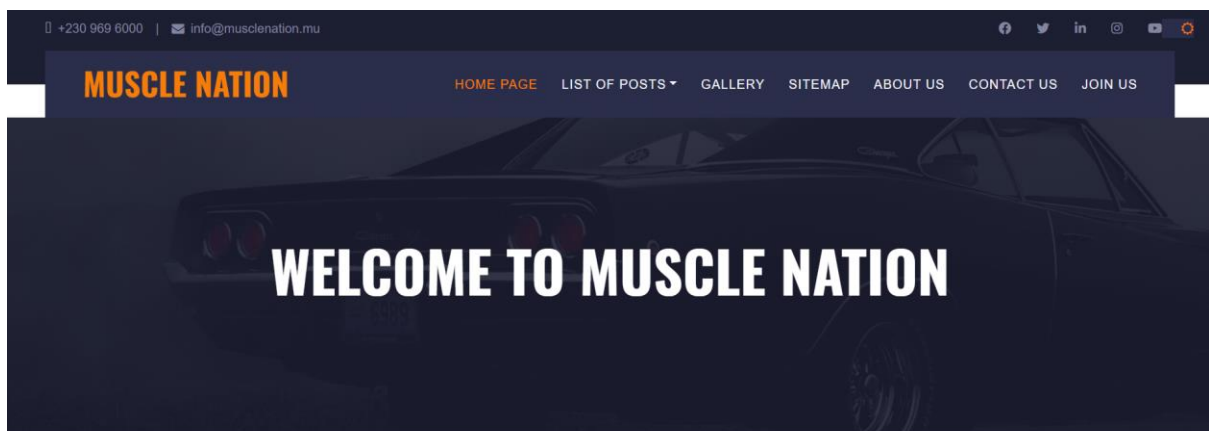 +230 969 6000 | info@musclenation.mu
MUSCLE NATION
HOME PAGE LIST OF POSTS GALLERY SITEMAP ABOUT US CONTACT US JOIN US
WELCOME TO MUSCLE NATION